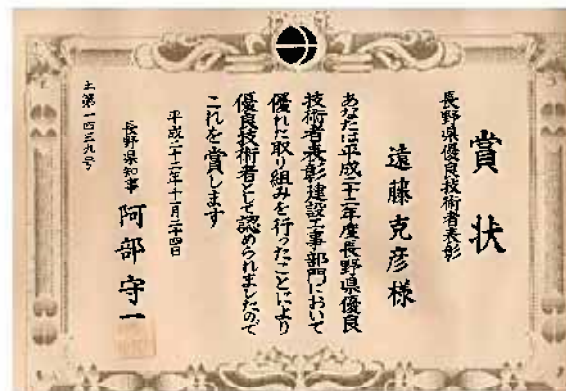 賞状
長野県優良技術者表彰
遠藤克彦様
あなたは平成二十二年度長野県優良
技術者表彰建設工事部門において
優れた取り組みを行ったことにより
優良技術者として認められましたので
これを賞します
平成二十二年十一月二十四日
長野県知事 阿部守一